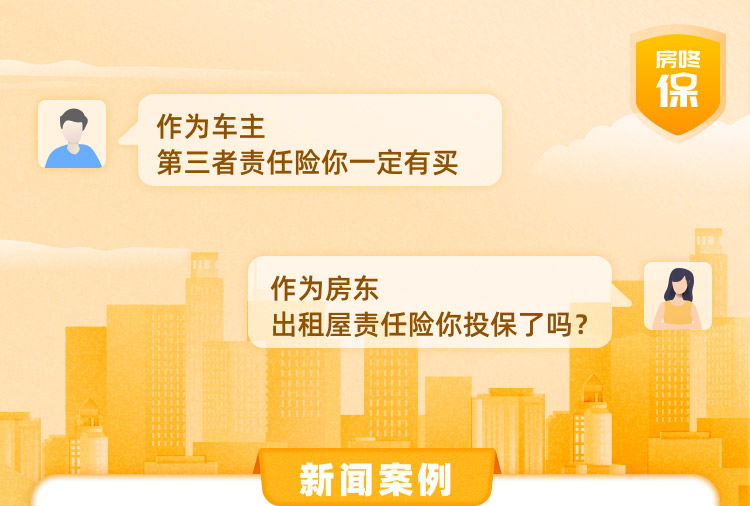 房咚
保
作为车主
第三者责任险你一定有买
作为房东
出租屋责任险你投保了吗？
新闻案例